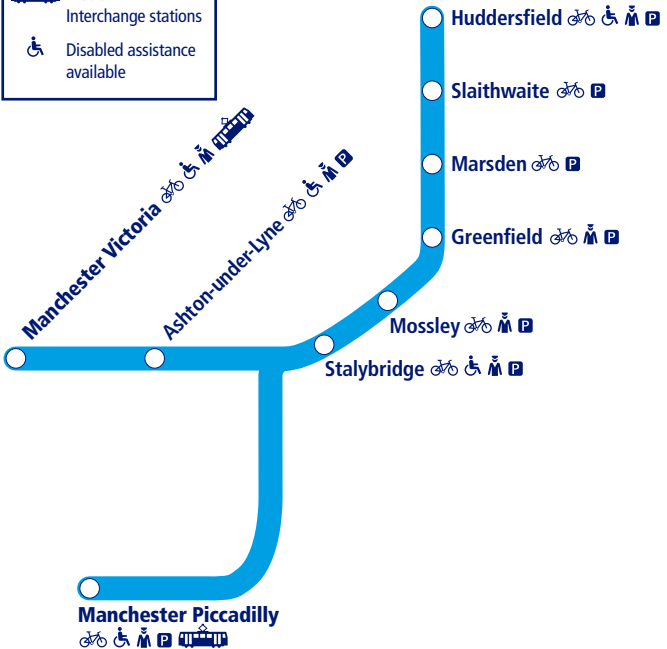 Interchange stations
Disabled assistance
available
Huddersfield P
Slaithwaite P
Marsden P
Greenfield P
Mossley P
Stalybridge P
Manchester Victoria
Ashton-under-Lyne P
Manchester Piccadilly
P